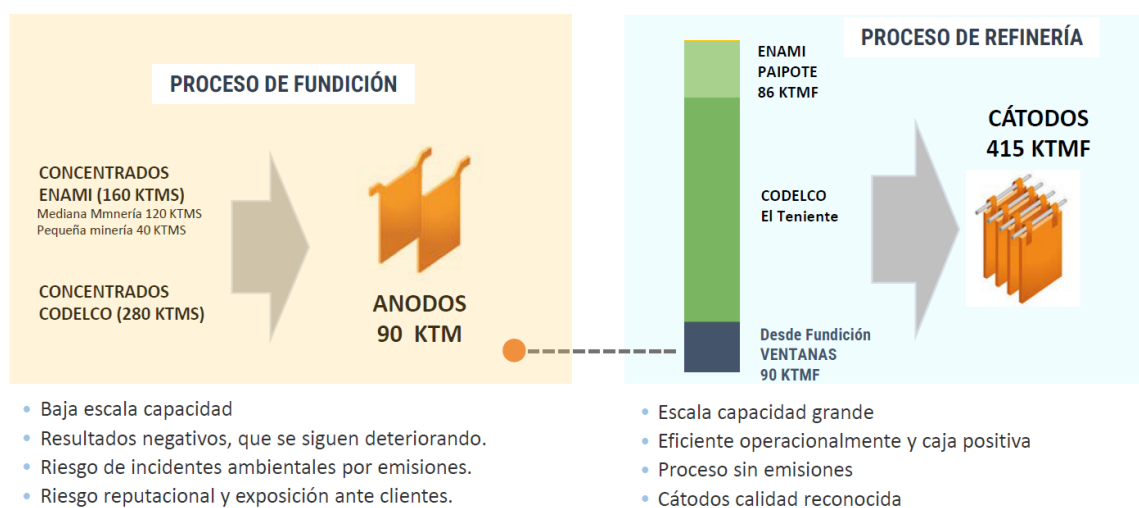 PROCESO DE FUNDICIÓN
CONCENTRADOS
ENAMI (160 KTMS)
Mediana Mmnería 120 KTMS
Pequeña minería 40 KTMS
CONCENTRADOS
CODELCO (280 KTMS)
ANODOS
90 KTM
• Baja escala capacidad
• Resultados negativos, que se siguen deteriorando.
• Riesgo de incidentes ambientales por emisiones.
• Riesgo reputacional y exposición ante clientes.
PROCESO DE REFINERÍA
ENAMI
PAIPOTE
86 KTMF
CODELCO
El Teniente
Desde Fundición
VENTANAS
90 KTMF
CÁTODOS
415 KTMF
• Escala capacidad grande
• Eficiente operacionalmente y caja positiva
• Proceso sin emisiones
• Cátodos calidad reconocida